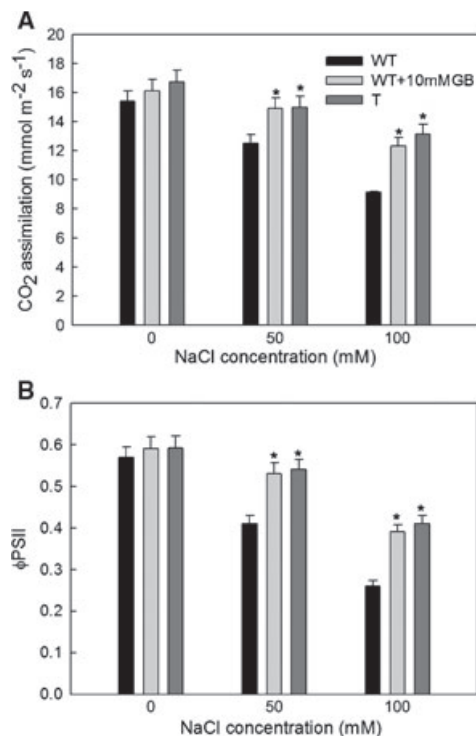 A
CO₂ assimilation (mmol m⁻² s⁻¹)
20
18
16
14
12
10
8
6
4
2
0
WT
WT+10mMGB
T
* *
* *
0 50 100
NaCl concentration (mM)
B
ϕPSII
0.7
0.6
0.5
0.4
0.3
0.2
0.1
0.0
* *
* *
0 50 100
NaCl concentration (mM)